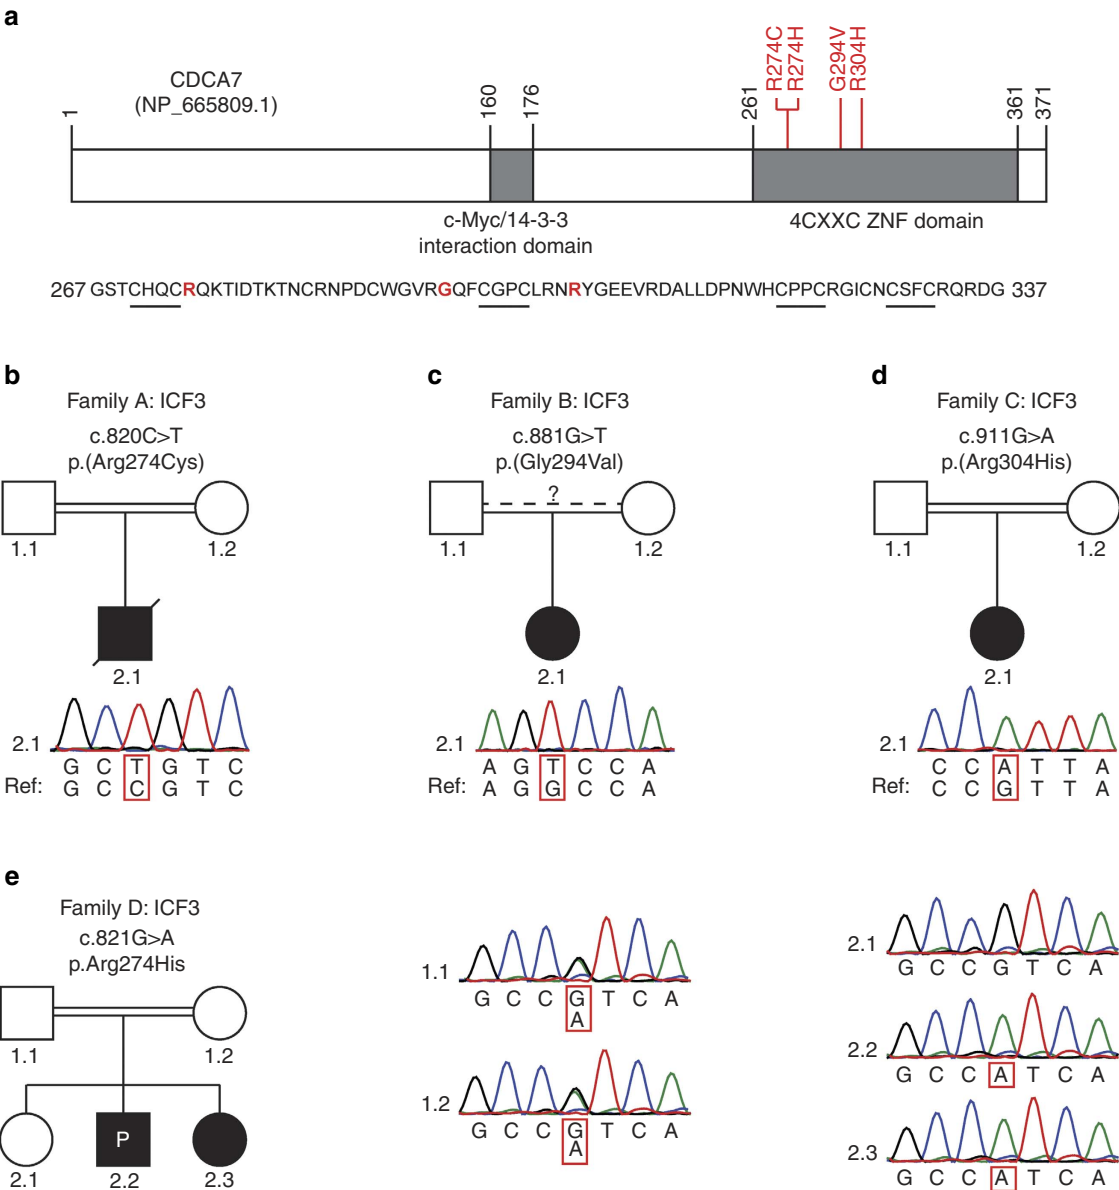 a
CDCA7
(NP_665809.1)
1
160
176
261
R274C
R274H
G294V
R304H
361
371
c-Myc/14-3-3
interaction domain
4CXXC ZNF domain
267 GSTCHQCRQKTIDTKTNCRNPDCWGVRGQFCGPCLRNRYGEEVRDALLDPNWHCPPCRGICNCSFCRQRDG 337
b
Family A: ICF3
c.820C>T
p.(Arg274Cys)
1.1
1.2
2.1
2.1
G C T G T C
Ref: G C C G T C
c
Family B: ICF3
c.881G>T
p.(Gly294Val)
?
1.1
1.2
2.1
2.1
A G T C C A
Ref: A G G C C A
d
Family C: ICF3
c.911G>A
p.(Arg304His)
1.1
1.2
2.1
2.1
C C A T T A
Ref: C C G T T A
e
Family D: ICF3
c.821G>A
p.Arg274His
1.1
1.2
P
2.1
2.2
2.3
1.1
G C C G T C A
A
1.2
G C C G T C A
A
2.1
G C C G T C A
2.2
G C C A T C A
2.3
G C C A T C A